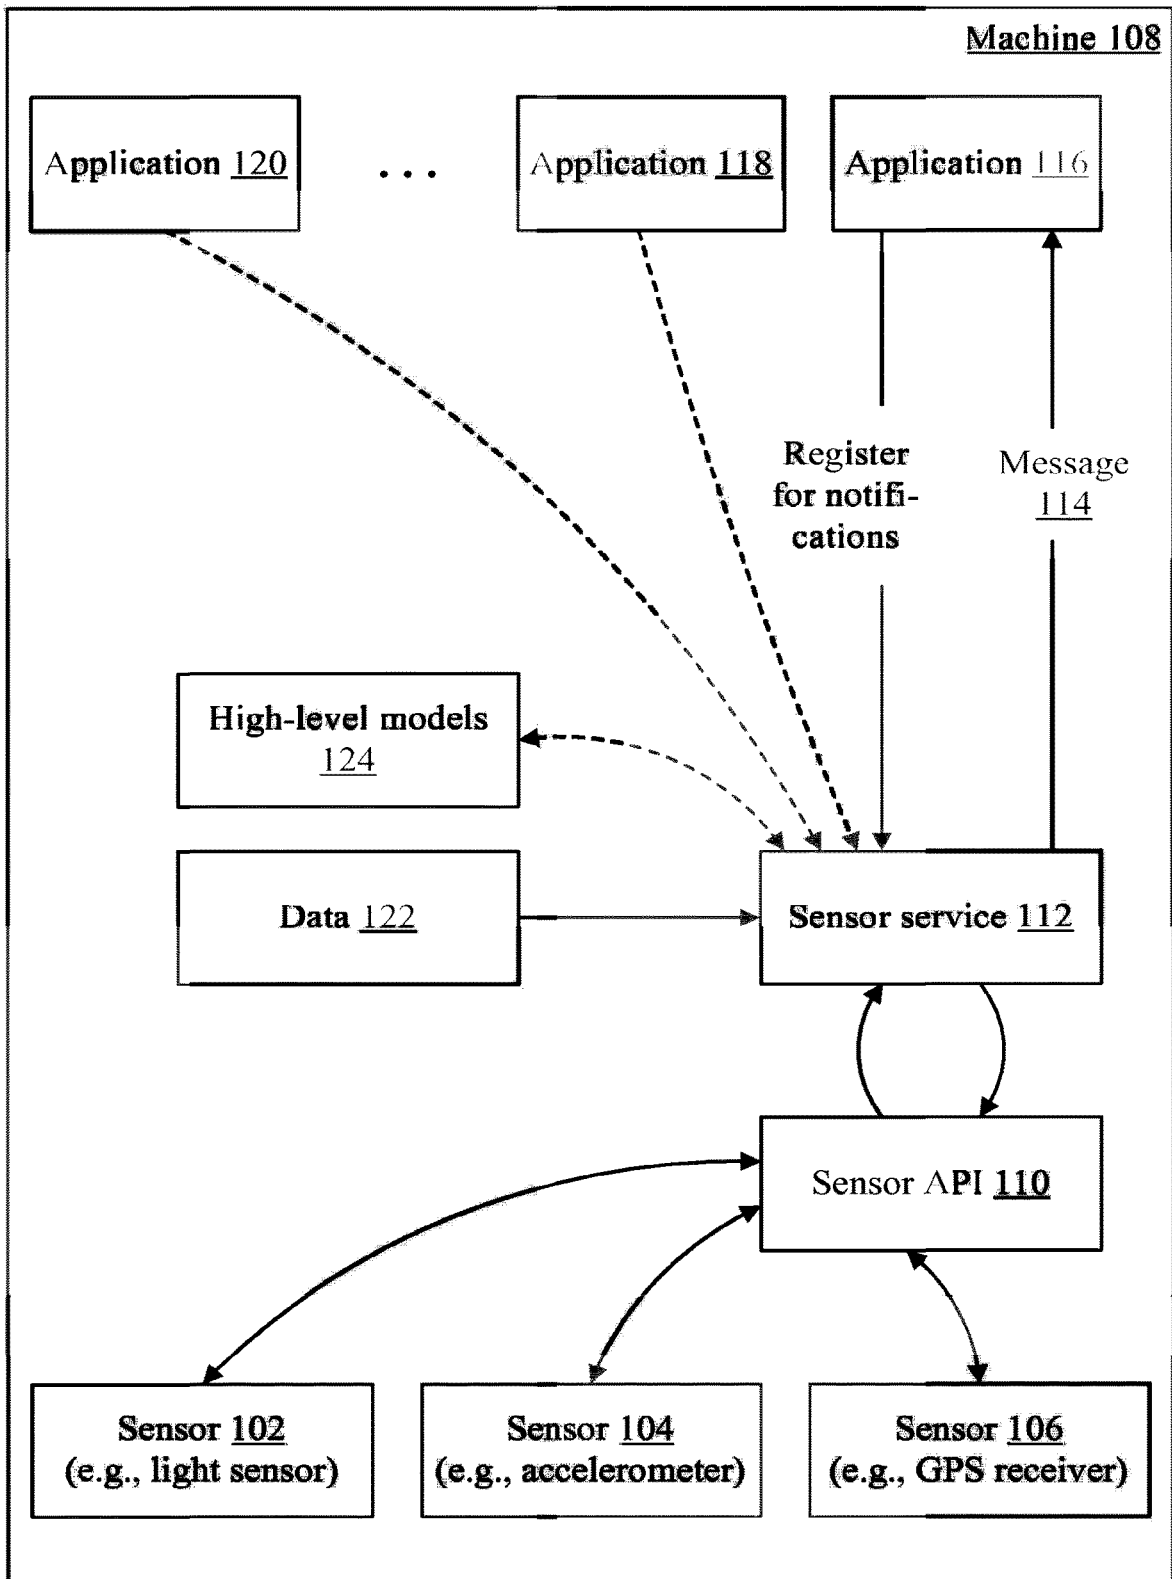 Machine 108
Application 120
. . .
Application 118
Application 116
Register
for notifi-
cations
Message
114
High-level models
124
Data 122
Sensor service 112
Sensor API 110
Sensor 102
(e.g., light sensor)
Sensor 104
(e.g., accelerometer)
Sensor 106
(e.g., GPS receiver)